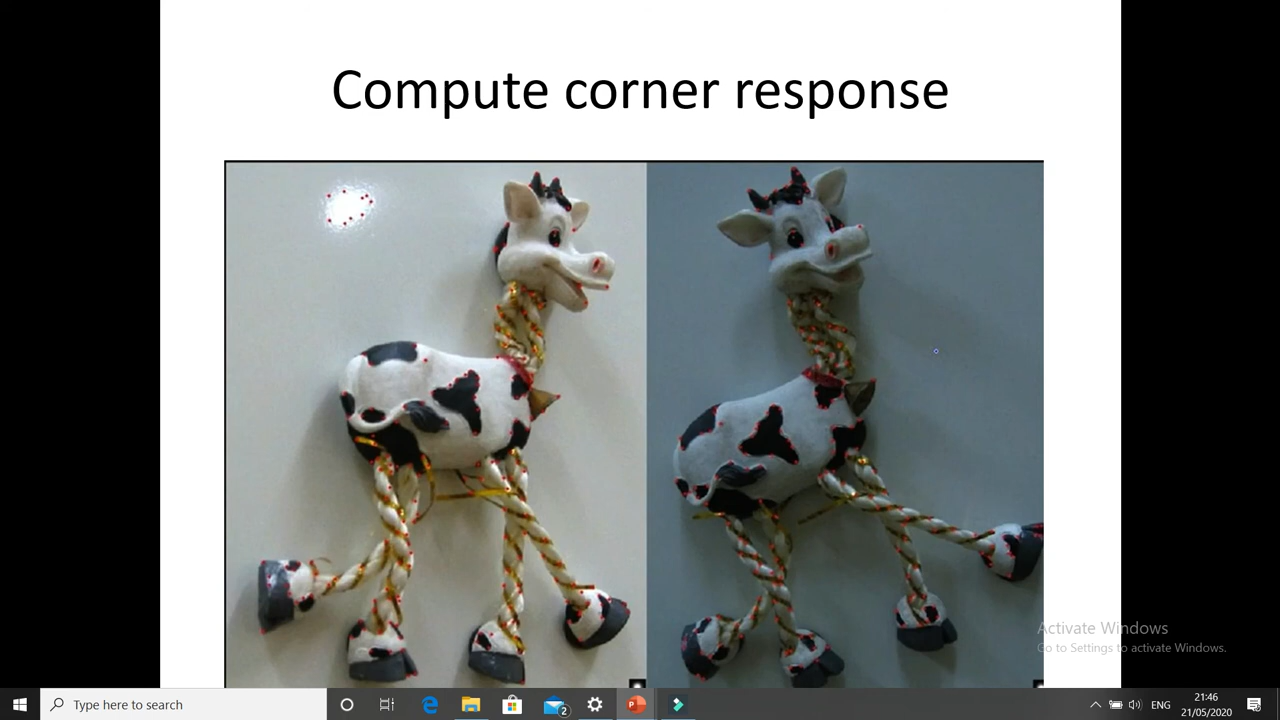 Compute corner response
Activate Windows
Go to Settings to activate Windows.
Type here to search
2
ENG
21:46
21/05/2020